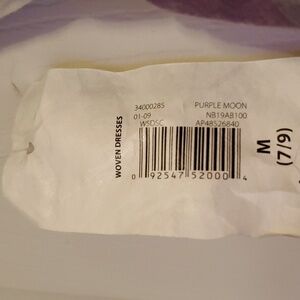 WOVEN DRESSES
34000285 PURPLE MOON
01-09 NB19AB100
WSDSC AP48526840
0 92547 52000 4
M
(7/9)